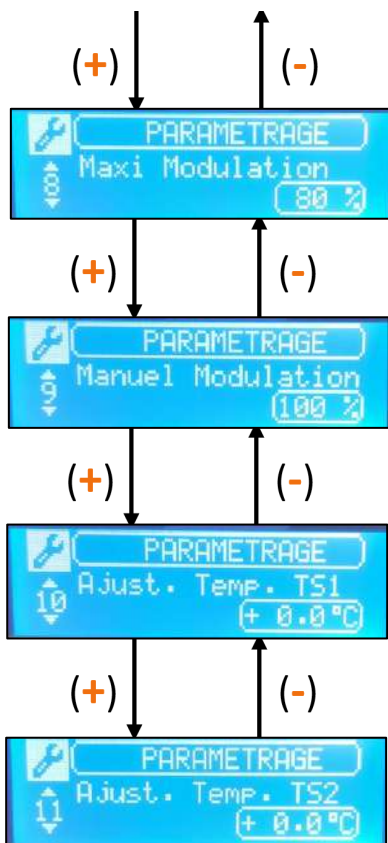 (+) (-)
PARAMETRAGE
Maxi Modulation
8
80 %
(+) (-)
PARAMETRAGE
Manuel Modulation
9
100 %
(+) (-)
PARAMETRAGE
Ajust. Temp. TS1
10
+ 0.0°C
(+) (-)
PARAMETRAGE
Ajust. Temp. TS2
11
+ 0.0°C